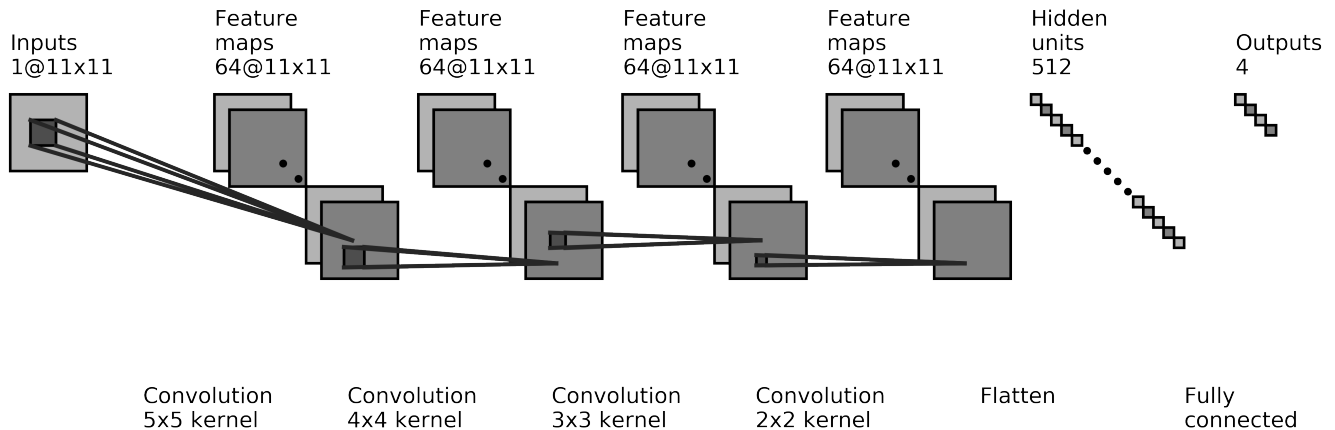 Inputs
1@11x11
Feature
maps
64@11x11
Feature
maps
64@11x11
Feature
maps
64@11x11
Feature
maps
64@11x11
Hidden
units
512
Outputs
4
Convolution
5x5 kernel
Convolution
4x4 kernel
Convolution
3x3 kernel
Convolution
2x2 kernel
Flatten
Fully
connected